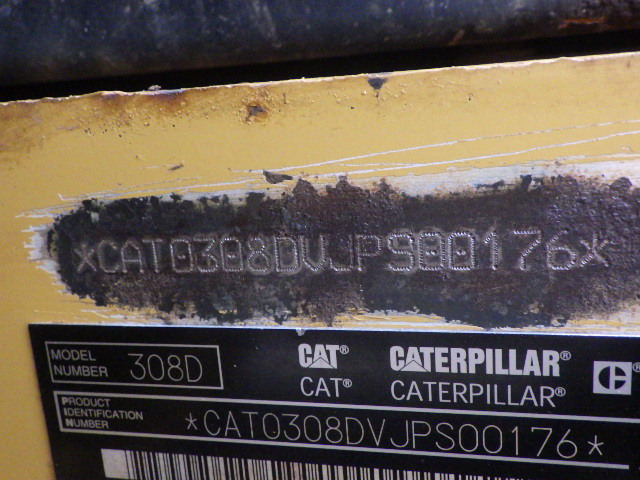 *CAT0308DVJPS00176*
MODEL NUMBER 308D
CAT® CATERPILLAR®
CAT® CATERPILLAR®
PRODUCT IDENTIFICATION NUMBER *CAT0308DVJPS00176*